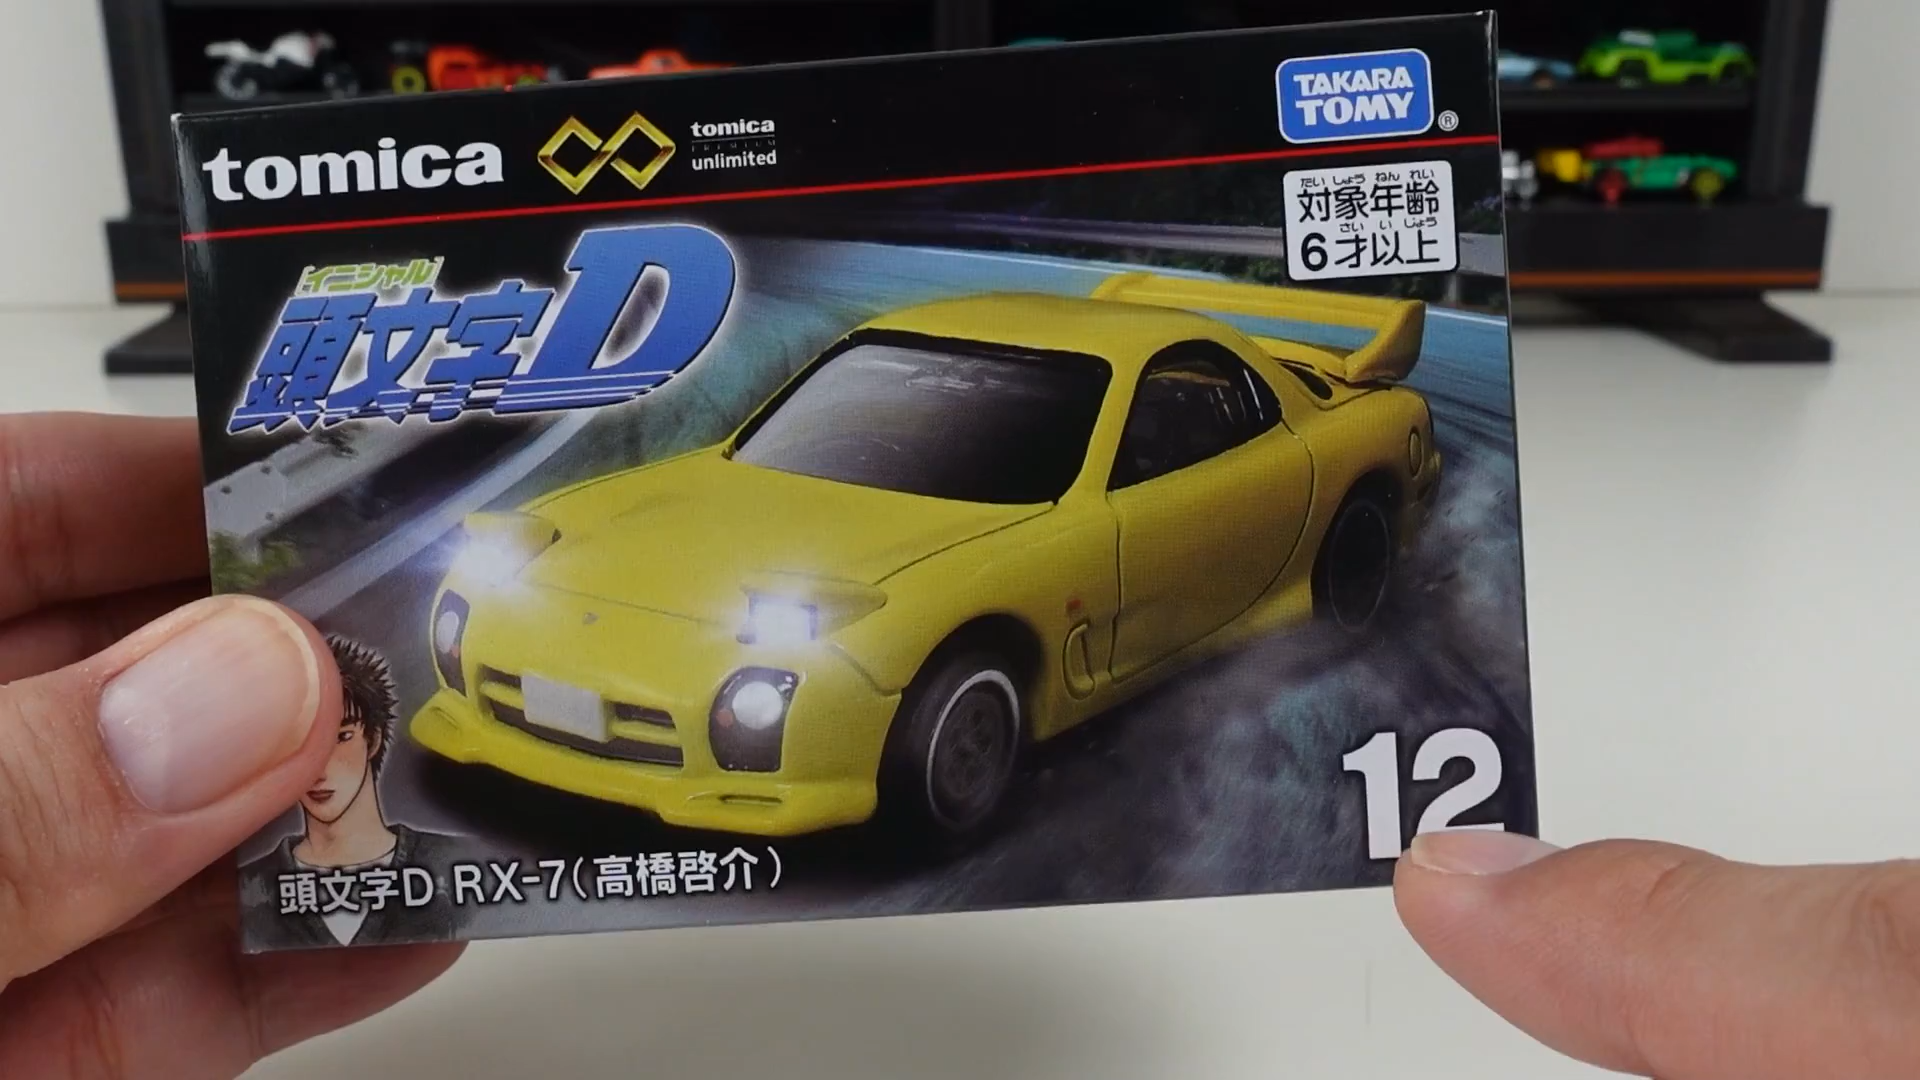 tomica
tomica
PREMIUM
unlimited
TAKARA
TOMY
®
たいしょうねんれい
対象年齢
さいいじょう
6才以上
[イニシャル]
頭文字D
12
頭文字D RX-7(高橋啓介)